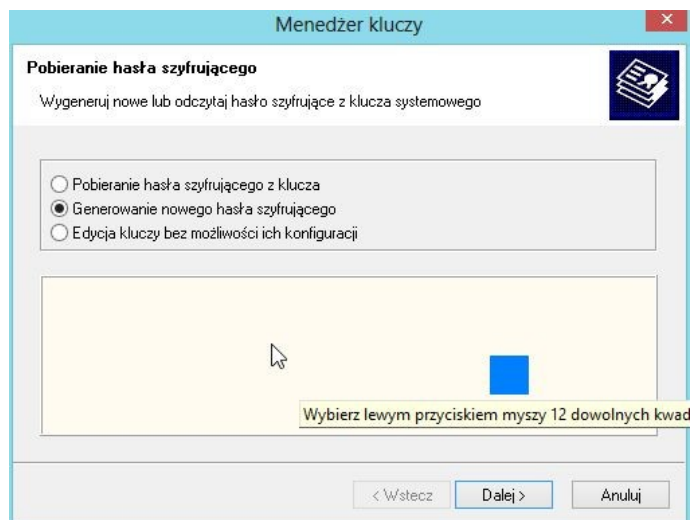 Menedżer kluczy
Pobieranie hasła szyfrującego
Wygeneruj nowe lub odczytaj hasło szyfrujące z klucza systemowego
Pobieranie hasła szyfrującego z klucza
Generowanie nowego hasła szyfrującego
Edycja kluczy bez możliwości ich konfiguracji
Wybierz lewym przyciskiem myszy 12 dowolnych kwad
< Wstecz
Dalej >
Anuluj